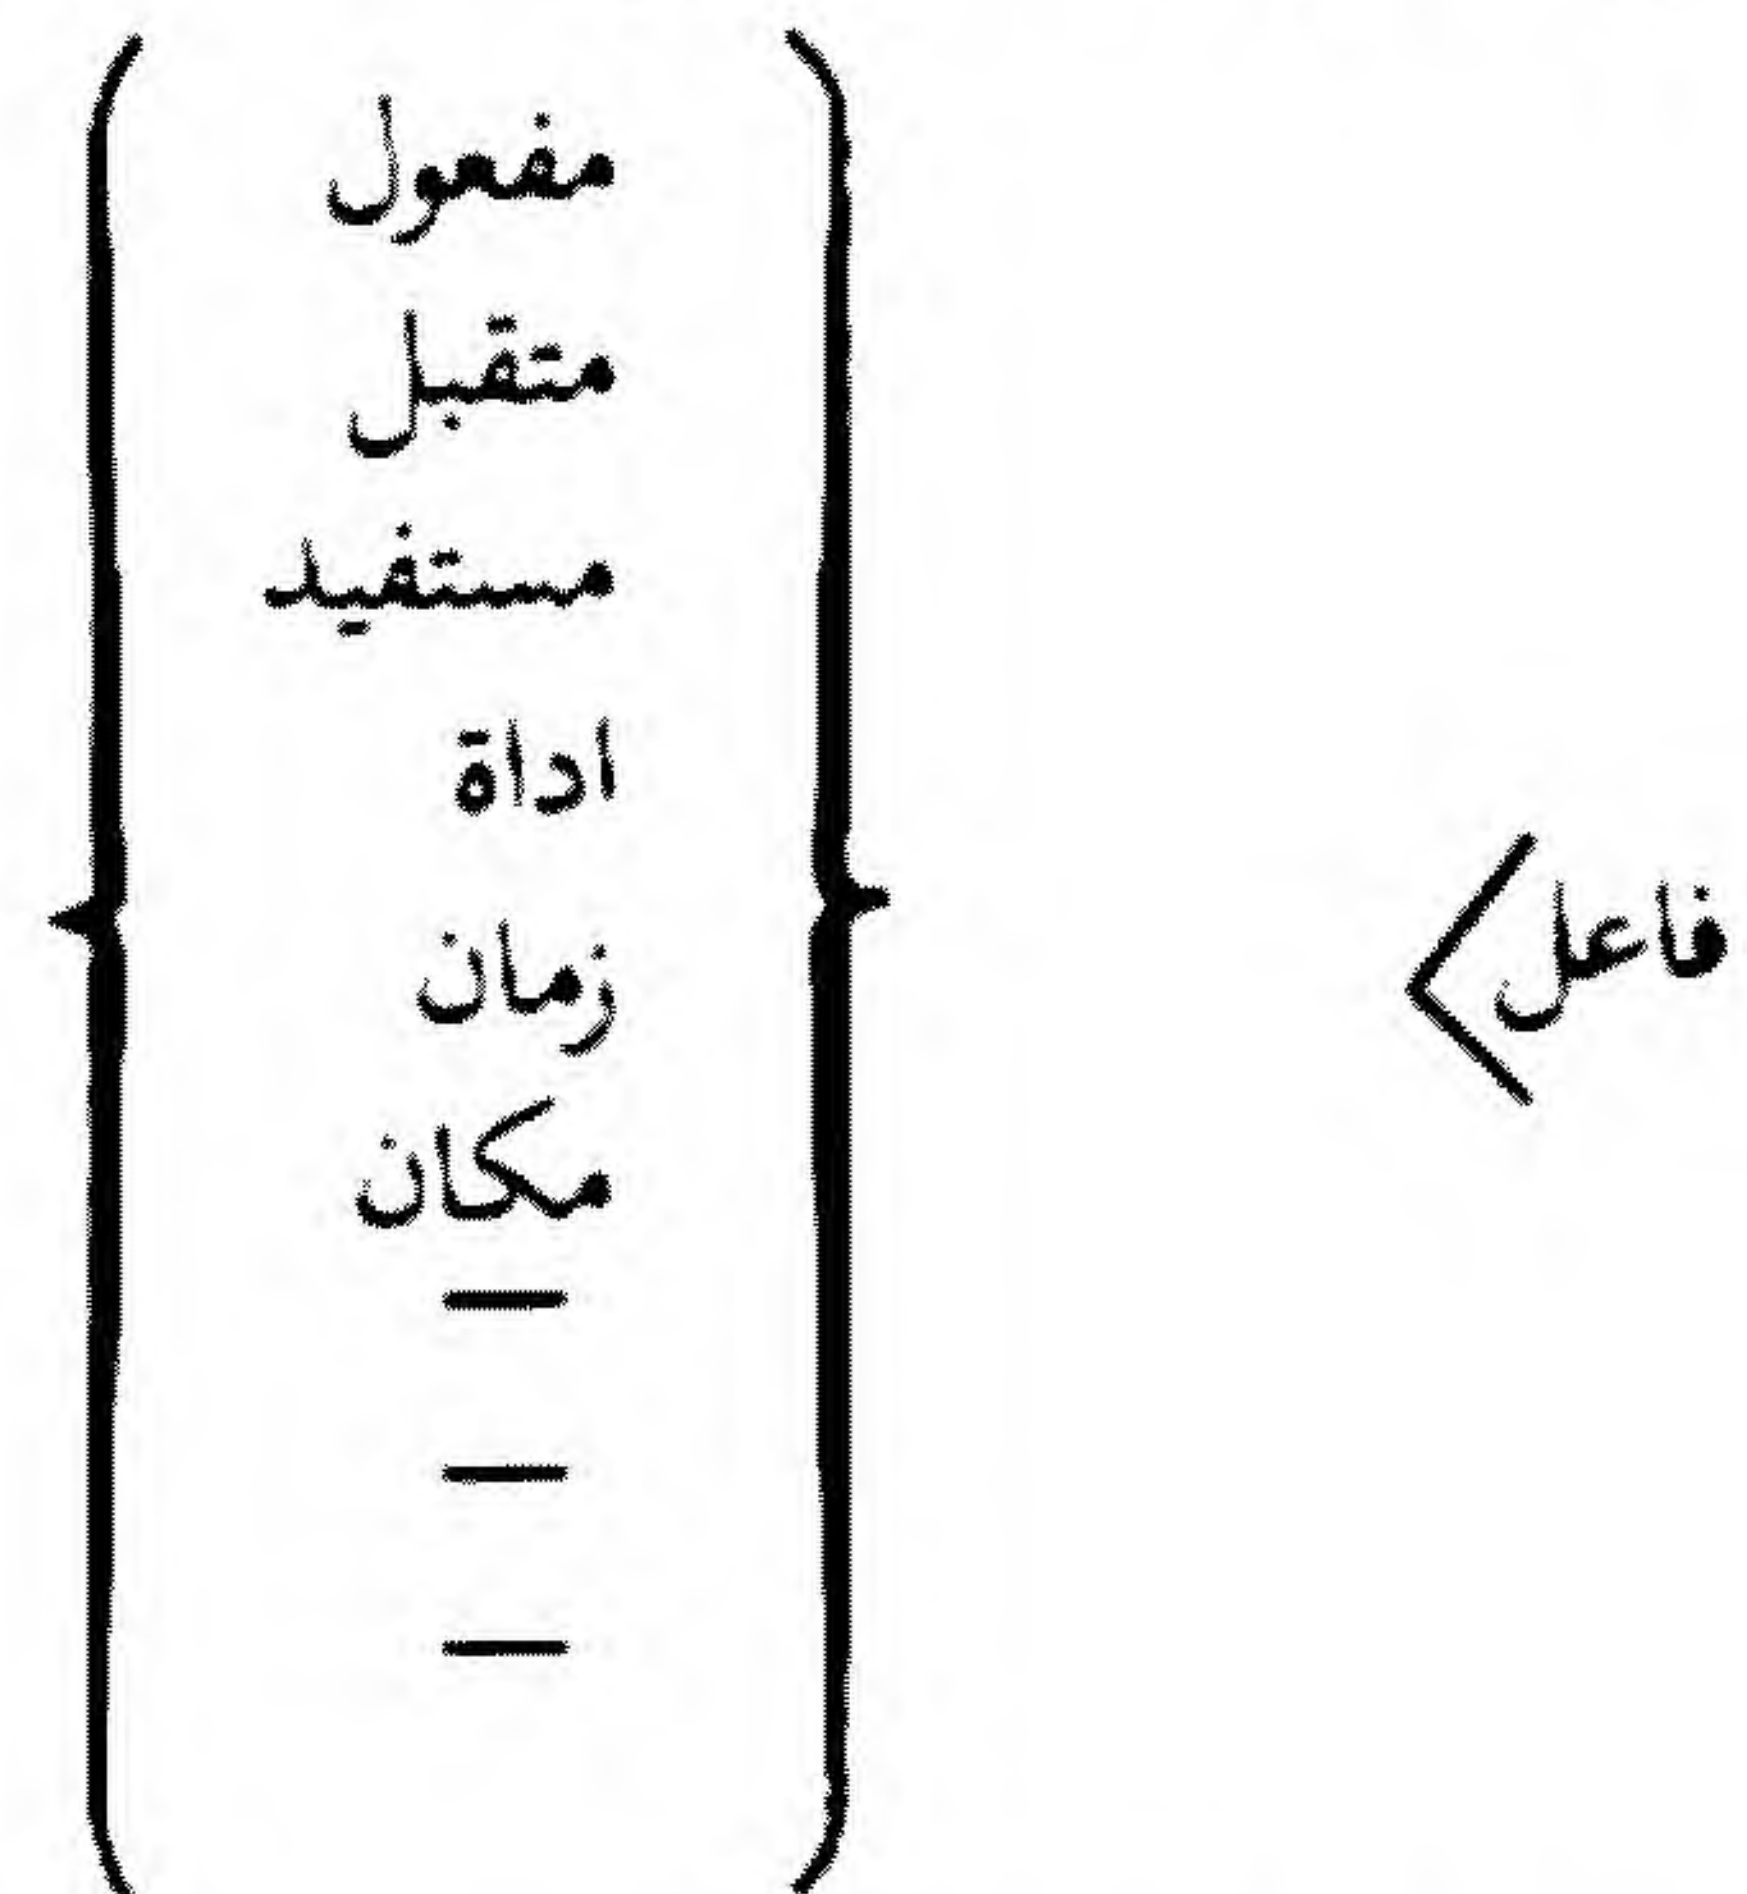 فاعل >
مفعول
متقبل
مستفيد
اداة
زمان
مكان
—
—
—